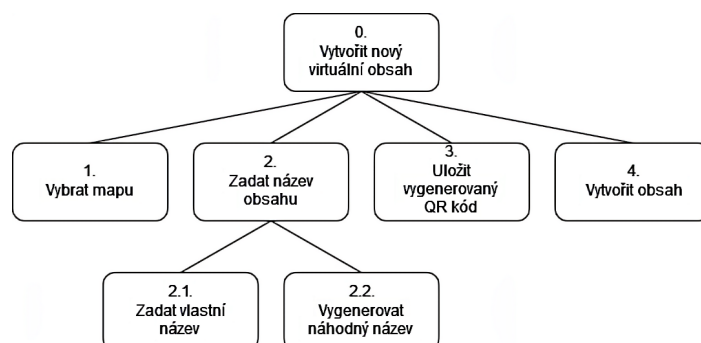 0.
Vytvořit nový
virtuální obsah
1.
Vybrat mapu
2.
Zadat název
obsahu
3.
Uložit
vygenerovaný
QR kód
4.
Vytvořit obsah
2.1.
Zadat vlastní
název
2.2.
Vygenerovat
náhodný název